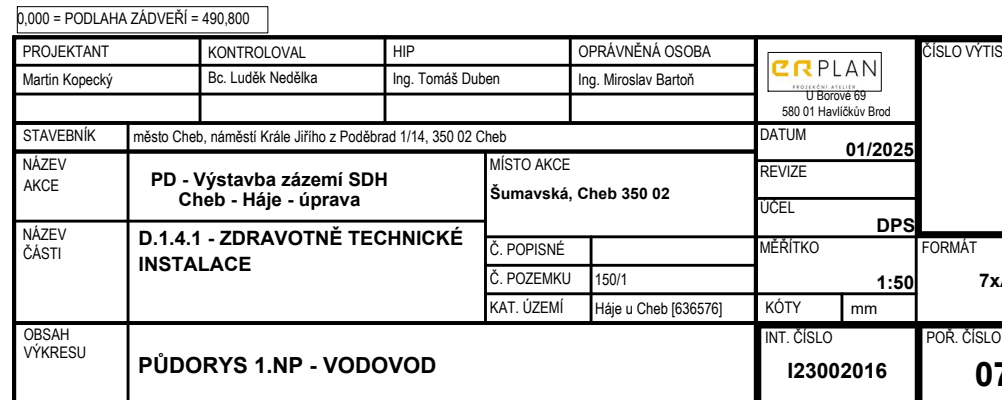 0,000 = PODLAHA ZÁDVEŘÍ = 490,800
PROJEKTANT KONTROLOVAL HIP OPRÁVNĚNÁ OSOBA
Martin Kopecký Bc. Luděk Nedělka Ing. Tomáš Duben Ing. Miroslav Bartoň
ERPLAN
PROJEKČNÍ ATELIÉR
U Borové 69
580 01 Havlíčkův Brod
ČÍSLO VÝTIS
STAVEBNÍK město Cheb, náměstí Krále Jiřího z Poděbrad 1/14, 350 02 Cheb
DATUM
01/2025
NÁZEV
AKCE
PD - Výstavba zázemí SDH
Cheb - Háje - úprava
MÍSTO AKCE
Šumavská, Cheb 350 02
REVIZE
ÚČEL
DPS
NÁZEV
ČÁSTI
D.1.4.1 - ZDRAVOTNĚ TECHNICKÉ
INSTALACE
Č. POPISNÉ
Č. POZEMKU 150/1
KAT. ÚZEMÍ Háje u Cheb [636576]
MĚŘÍTKO
1:50
FORMÁT
KÓTY mm
OBSAH
VÝKRESU
PŮDORYS 1.NP - VODOVOD
INT. ČÍSLO
I23002016
POŘ. ČÍSLO
07